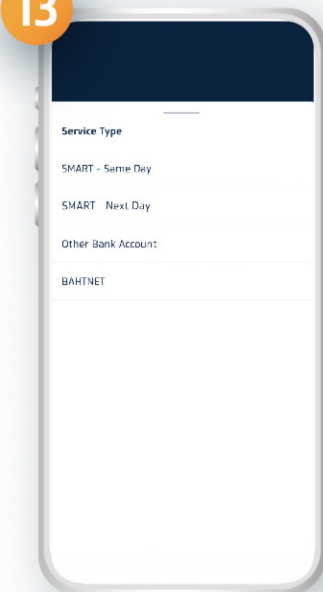 13
Service Type
SMART - Same Day
SMART - Next Day
Other Bank Account
BAHTNET